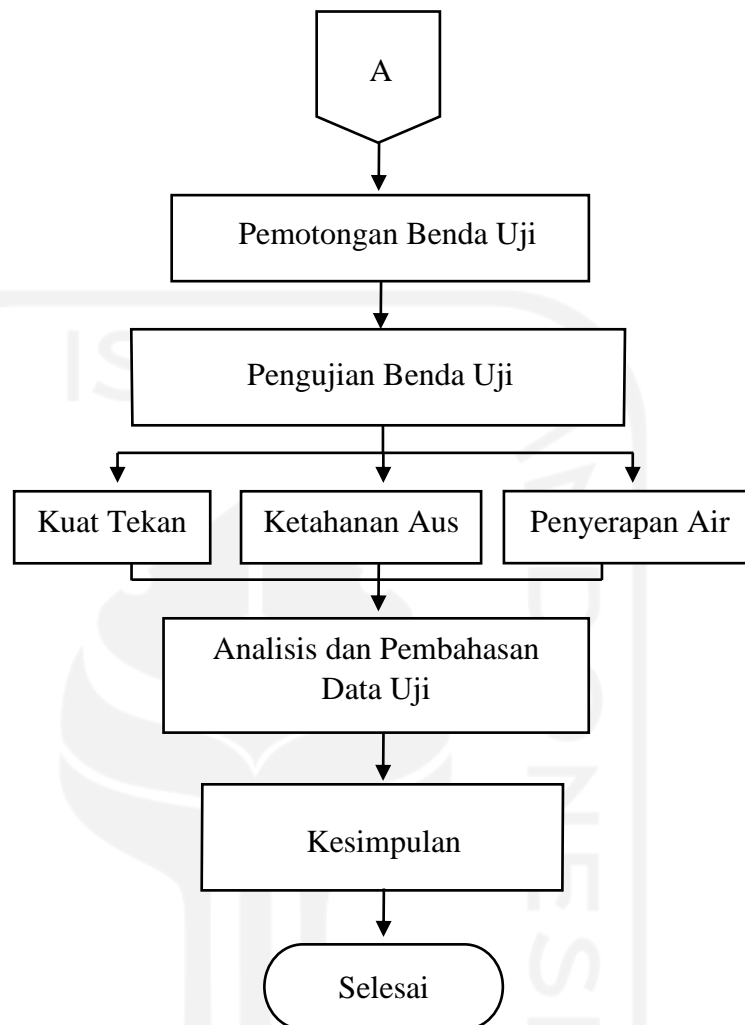 A
Pemotongan Benda Uji
Pengujian Benda Uji
Kuat Tekan
Ketahanan Aus
Penyerapan Air
Analisis dan Pembahasan
Data Uji
Kesimpulan
Selesai